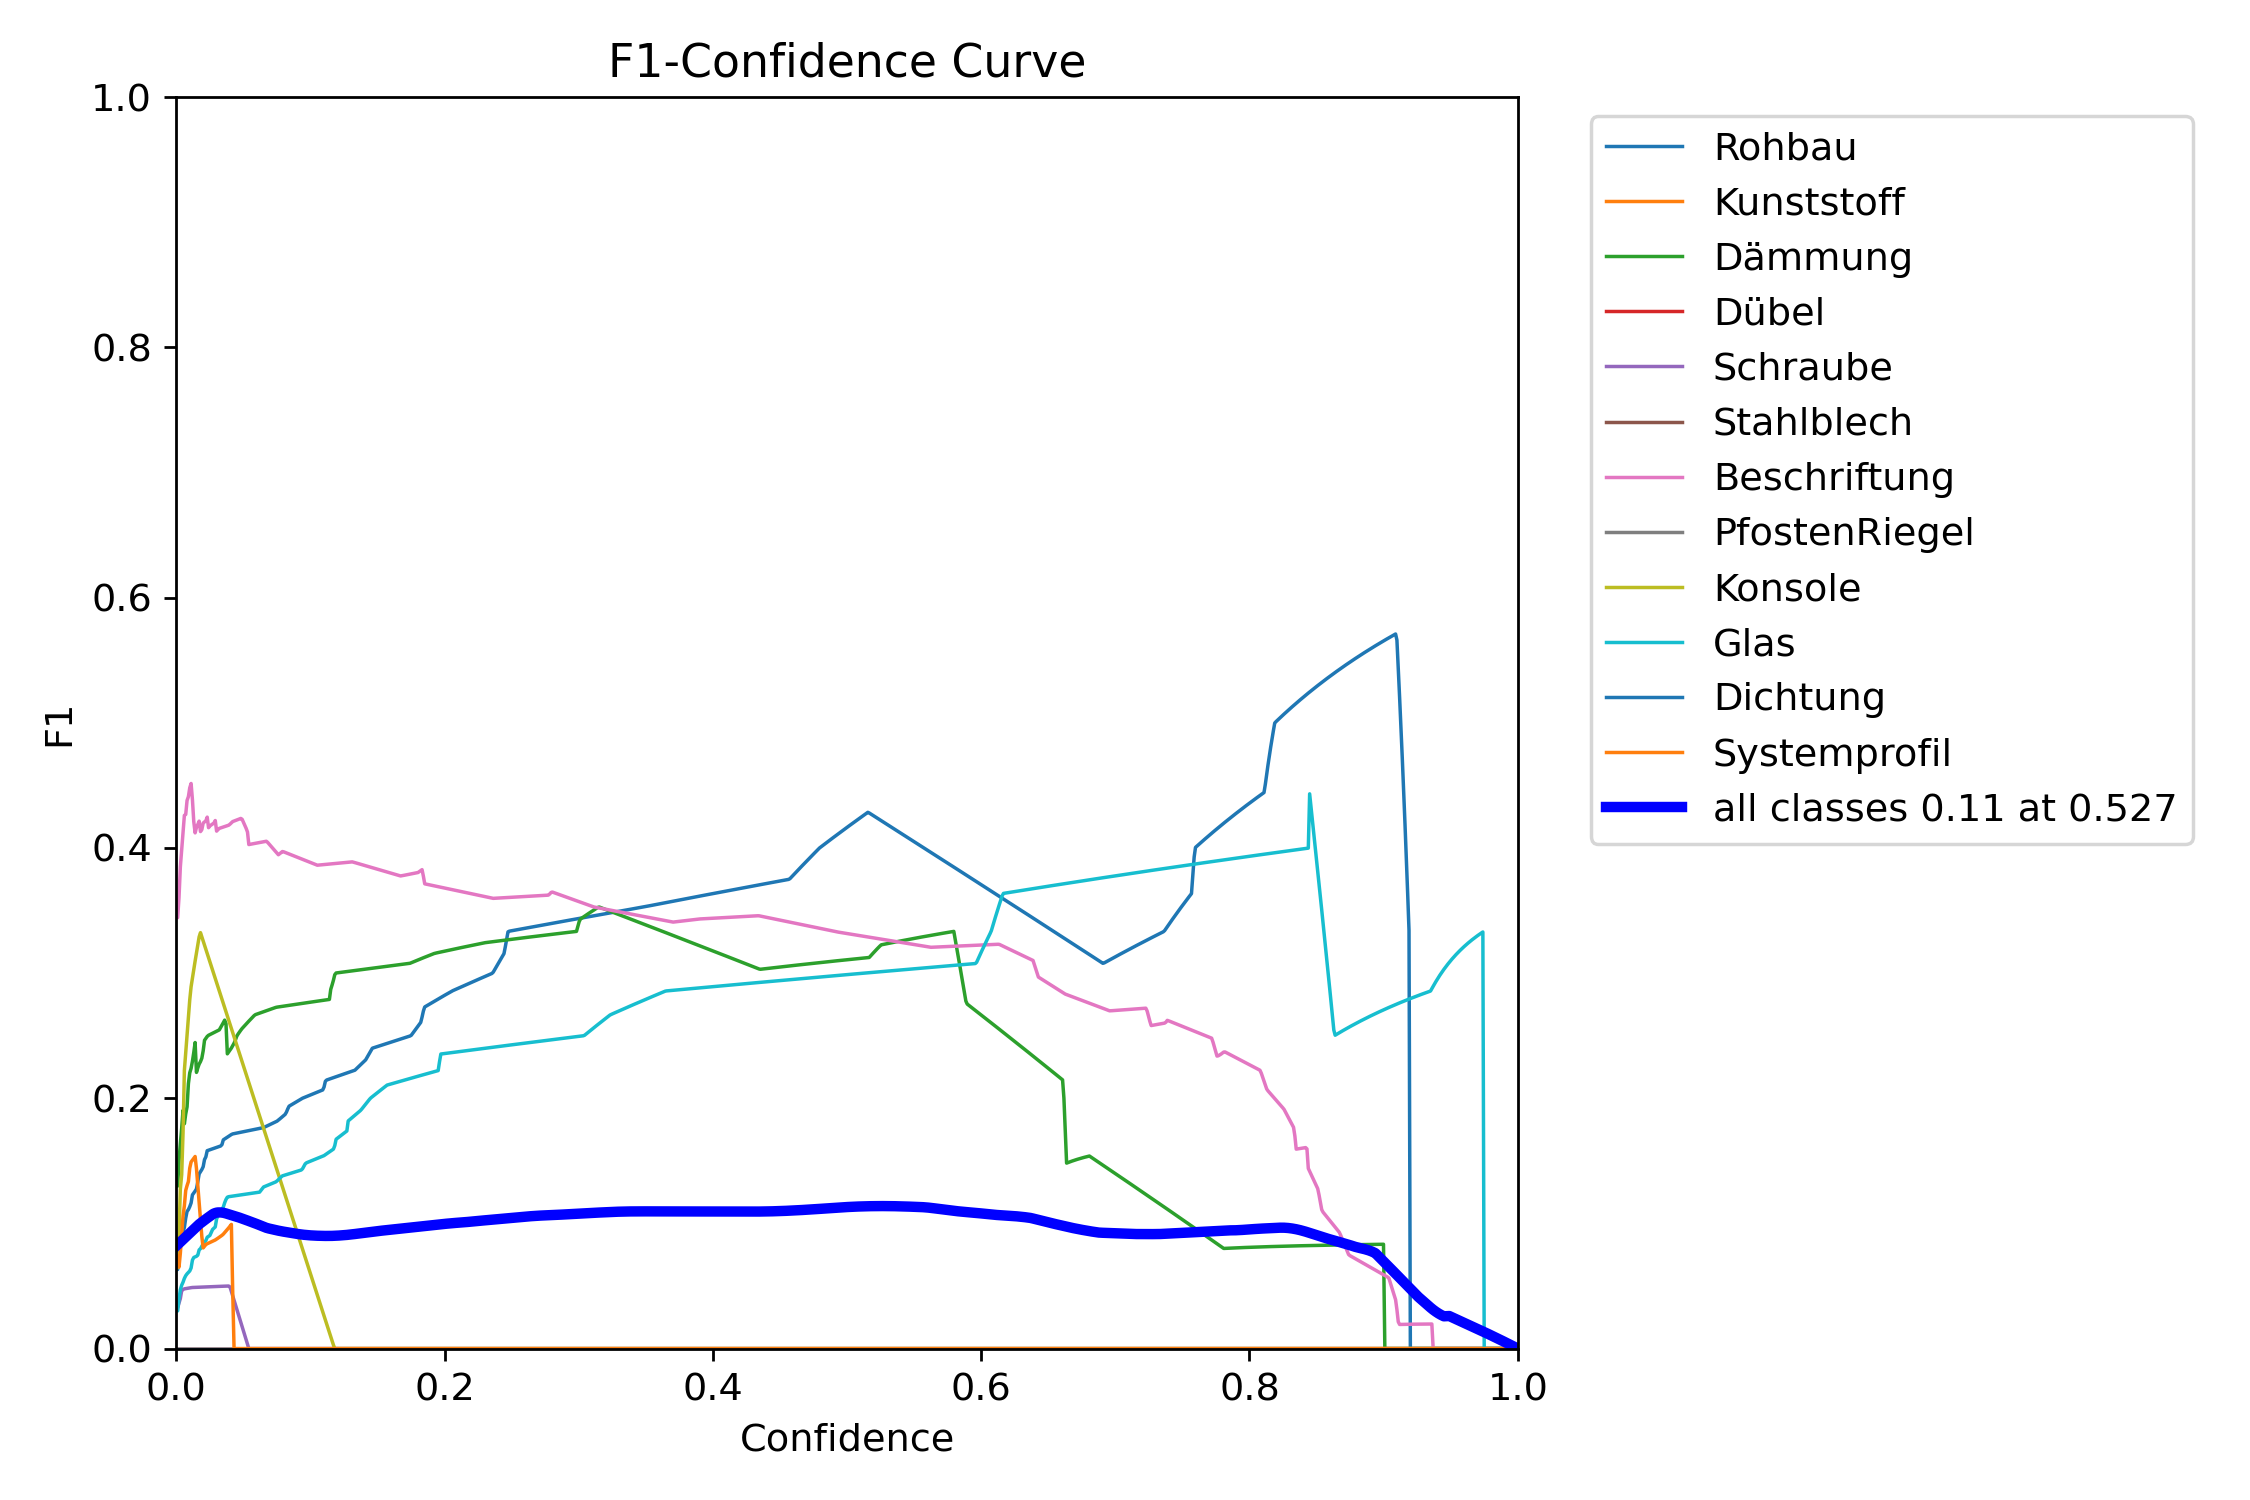 F1-Confidence Curve
1.0
0.8
0.6
0.4
0.2
0.0
F1
0.0 0.2 0.4 0.6 0.8 1.0
Confidence
Rohbau
Kunststoff
Dämmung
Dübel
Schraube
Stahlblech
Beschriftung
PfostenRiegel
Konsole
Glas
Dichtung
Systemprofil
all classes 0.11 at 0.527